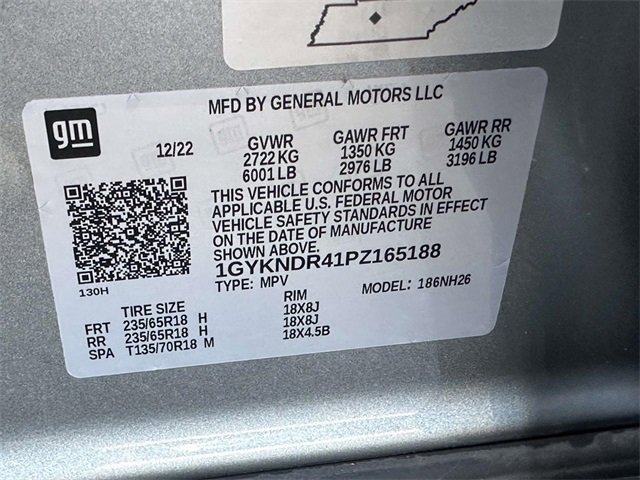 MFD BY GENERAL MOTORS LLC
gm
12/22
GVWR GAWR FRT GAWR RR
2722 KG 1350 KG 1450 KG
6001 LB 2976 LB 3196 LB
THIS VEHICLE CONFORMS TO ALL
APPLICABLE U.S. FEDERAL MOTOR
VEHICLE SAFETY STANDARDS IN EFFECT
ON THE DATE OF MANUFACTURE
SHOWN ABOVE.
1GYKNDR41PZ165188
TYPE: MPV MODEL: 186NH26
130H
TIRE SIZE RIM
FRT 235/65R18 H 18X8J
RR 235/65R18 H 18X8J
SPA T135/70R18 M 18X4.5B